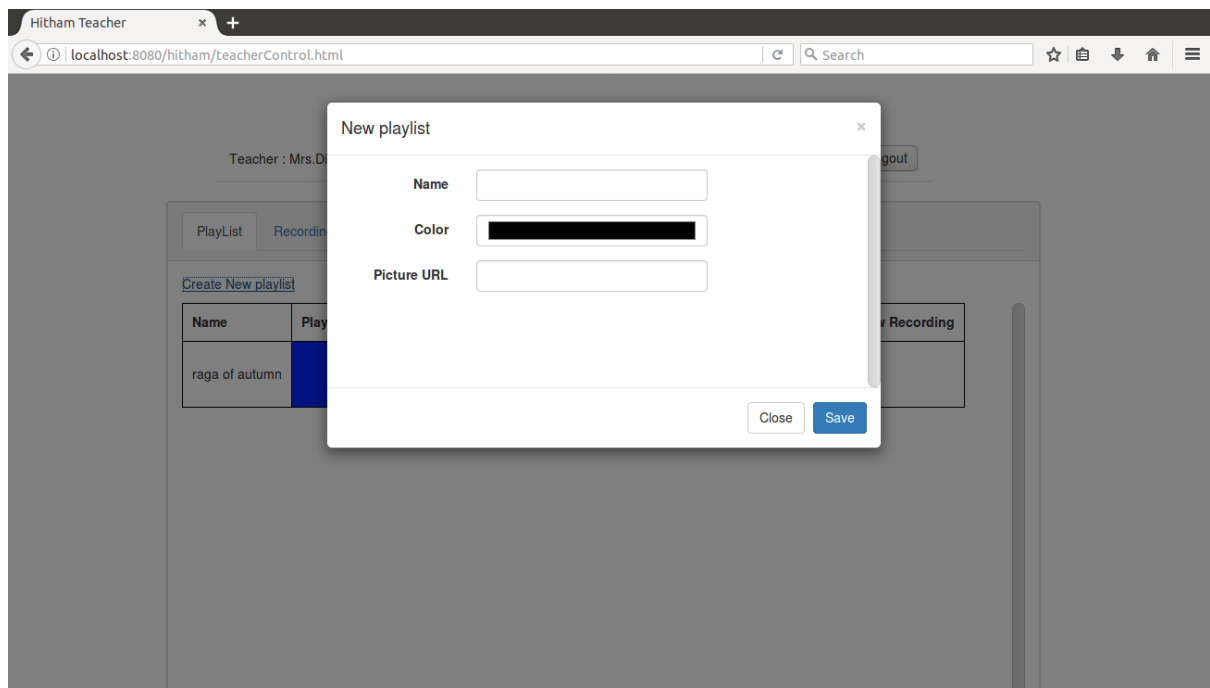 Hitham Teacher
localhost:8080/hitham/teacherControl.html
Search
New playlist
Teacher : Mrs.Di
gout
Name
PlayList
Recordin
Color
Create New playlist
Picture URL
Name
Play
Recording
raga of autumn
Close
Save